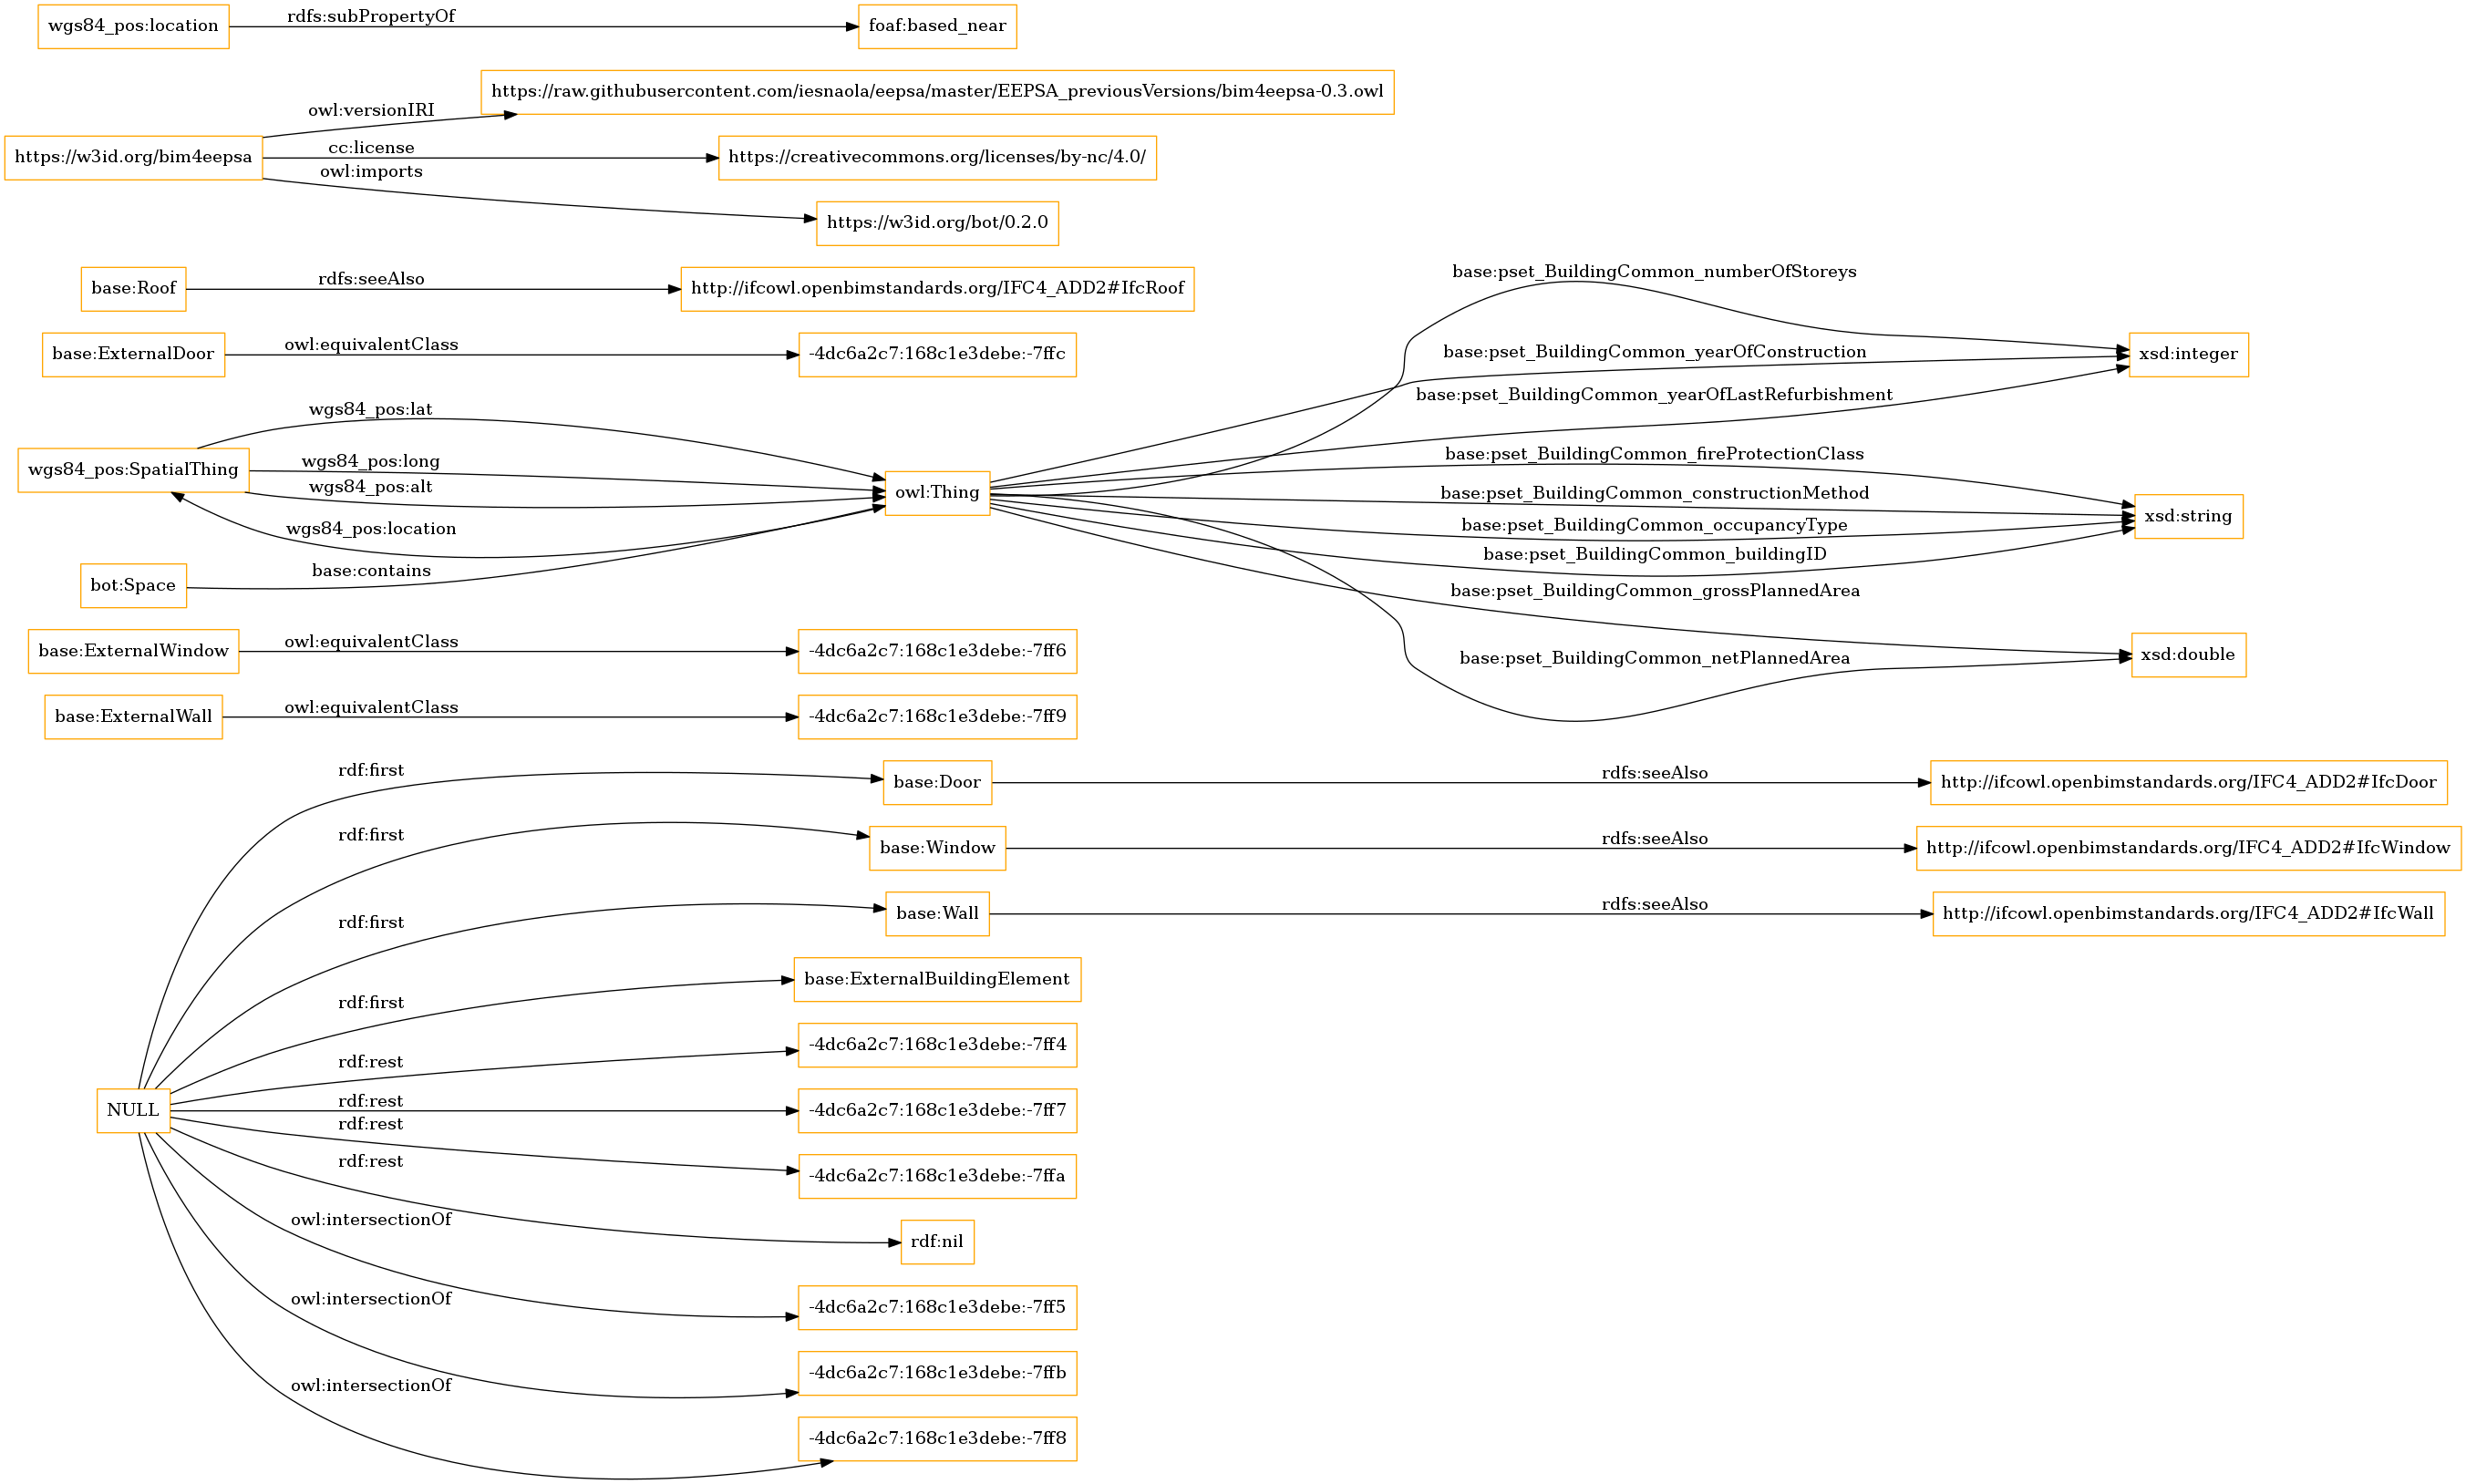 wgs84_pos:location
rdfs:subPropertyOf
foaf:based_near
https://raw.githubusercontent.com/iesnaola/eepsa/master/EEPSA_previousVersions/bim4eepsa-0.3.owl
owl:versionIRI
https://w3id.org/bim4eepsa
cc:license
https://creativecommons.org/licenses/by-nc/4.0/
owl:imports
https://w3id.org/bot/0.2.0
base:Roof
rdfs:seeAlso
http://ifcowl.openbimstandards.org/IFC4_ADD2#IfcRoof
base:pset_BuildingCommon_numberOfStoreys
base:ExternalDoor
owl:equivalentClass
-4dc6a2c7:168c1e3debe:-7ffc
base:pset_BuildingCommon_yearOfConstruction
xsd:integer
base:pset_BuildingCommon_yearOfLastRefurbishment
wgs84_pos:lat
wgs84_pos:SpatialThing
wgs84_pos:long
wgs84_pos:alt
wgs84_pos:location
owl:Thing
base:pset_BuildingCommon_fireProtectionClass
base:pset_BuildingCommon_constructionMethod
base:pset_BuildingCommon_occupancyType
base:pset_BuildingCommon_buildingID
xsd:string
bot:Space
base:contains
base:pset_BuildingCommon_grossPlannedArea
base:pset_BuildingCommon_netPlannedArea
xsd:double
base:ExternalWindow
owl:equivalentClass
-4dc6a2c7:168c1e3debe:-7ff6
base:ExternalWall
owl:equivalentClass
-4dc6a2c7:168c1e3debe:-7ff9
rdf:first
base:Door
rdfs:seeAlso
http://ifcowl.openbimstandards.org/IFC4_ADD2#IfcDoor
rdf:first
base:Window
rdfs:seeAlso
http://ifcowl.openbimstandards.org/IFC4_ADD2#IfcWindow
rdf:first
base:Wall
rdfs:seeAlso
http://ifcowl.openbimstandards.org/IFC4_ADD2#IfcWall
rdf:first
base:ExternalBuildingElement
rdf:rest
-4dc6a2c7:168c1e3debe:-7ff4
NULL
rdf:rest
-4dc6a2c7:168c1e3debe:-7ff7
rdf:rest
-4dc6a2c7:168c1e3debe:-7ffa
rdf:rest
rdf:nil
owl:intersectionOf
-4dc6a2c7:168c1e3debe:-7ff5
owl:intersectionOf
-4dc6a2c7:168c1e3debe:-7ffb
owl:intersectionOf
-4dc6a2c7:168c1e3debe:-7ff8